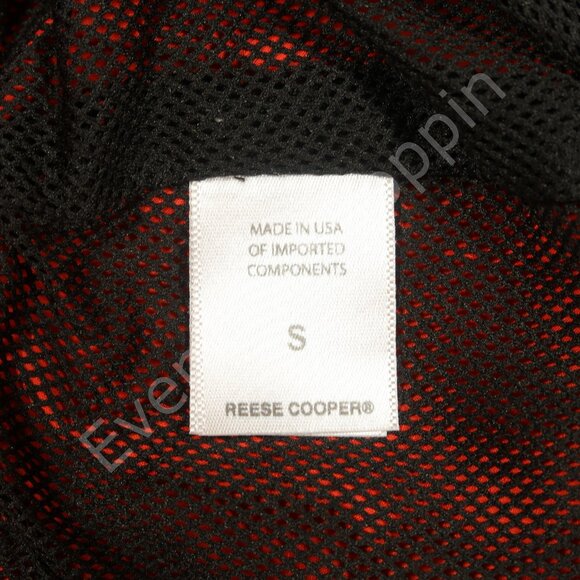 MADE IN USA
OF IMPORTED
COMPONENTS
S
REESE COOPER®